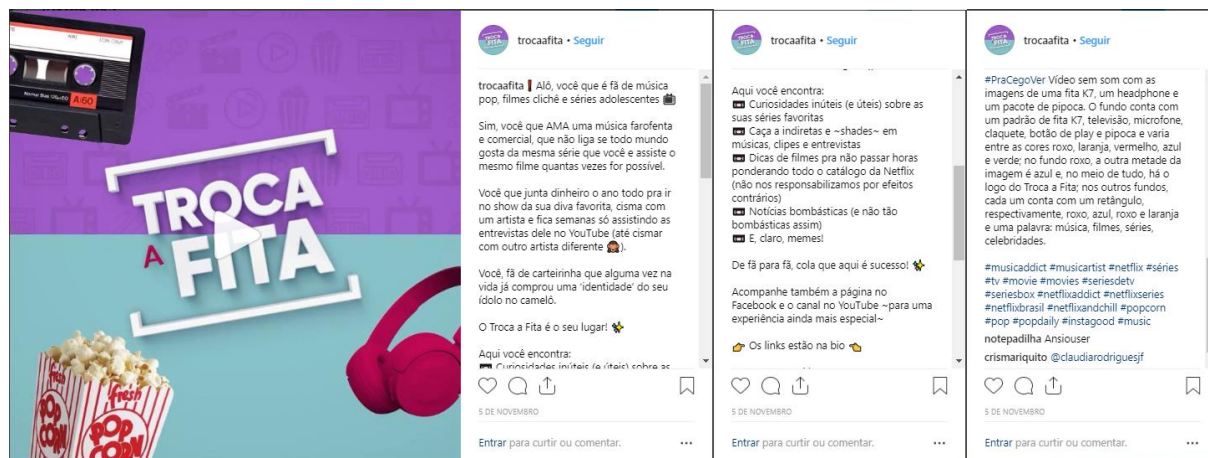 A:60
TROCA
A
FITA
fresh
POP
CORN
fresh
POP
CORN
trocaafita • Seguir
trocaafita Alô, você que é fã de música
pop, filmes clichê e séries adolescentes
Sim, você que AMA uma música farofenta
e comercial, que não liga se todo mundo
gosta da mesma série que você e assiste o
mesmo filme quantas vezes for possível.
Você que junta dinheiro o ano todo pra ir
no show da sua diva favorita, cisma com
um artista e fica semanas só assistindo as
entrevistas dele no YouTube (até cismar
com outro artista diferente 🙈).
Você, fã de carteirinha que alguma vez na
vida já comprou uma 'identidade' do seu
ídolo no camelô.
O Troca a Fita é o seu lugar! ✨
Aqui você encontra:
📼 Curiosidades inúteis (e úteis) sobre as
5 DE NOVEMBRO
Entrar para curtir ou comentar.
trocaafita • Seguir
Aqui você encontra:
📼 Curiosidades inúteis (e úteis) sobre as
suas séries favoritas
📼 Caça a indiretas e ~shades~ em
músicas, clipes e entrevistas
📼 Dicas de filmes pra não passar horas
ponderando todo o catálogo da Netflix
(não nos responsabilizamos por efeitos
contrários)
📼 Notícias bombásticas (e não tão
bombásticas assim)
📼 E, claro, memes!
De fã para fã, cola que aqui é sucesso! ✨
Acompanhe também a página no
Facebook e o canal no YouTube ~para uma
experiência ainda mais especial~
👉 Os links estão na bio 👈
5 DE NOVEMBRO
Entrar para curtir ou comentar.
trocaafita • Seguir
#PraCegoVer Vídeo sem som com as
imagens de uma fita K7, um headphone e
um pacote de pipoca. O fundo conta com
um padrão de fita K7, televisão, microfone,
claquete, botão de play e pipoca e varia
entre as cores roxo, laranja, vermelho, azul
e verde; no fundo roxo, a outra metade da
imagem é azul e, no meio de tudo, há o
logo do Troca a Fita; nos outros fundos,
cada um conta com um retângulo,
respectivamente, roxo, azul, roxo e laranja
e uma palavra: música, filmes, séries,
celebridades.
#musicaddict #musicartist #netflix #séries
#tv #movie #movies #seriesdetv
#seriesbox #netflixaddict #netflixseries
#netflixbrasil #netflixandchill #popcorn
#pop #popdaily #instagood #music
notepadilha Ansiouser
crismariquito @claudiarodriguesjf
5 DE NOVEMBRO
Entrar para curtir ou comentar.